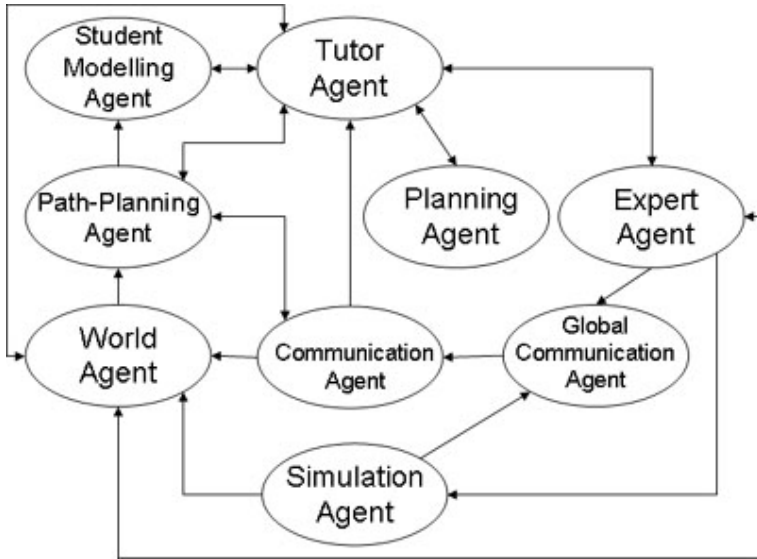 Student
Modelling
Agent
Tutor
Agent
Path-Planning
Agent
Planning
Agent
Expert
Agent
World
Agent
Communication
Agent
Global
Communication
Agent
Simulation
Agent